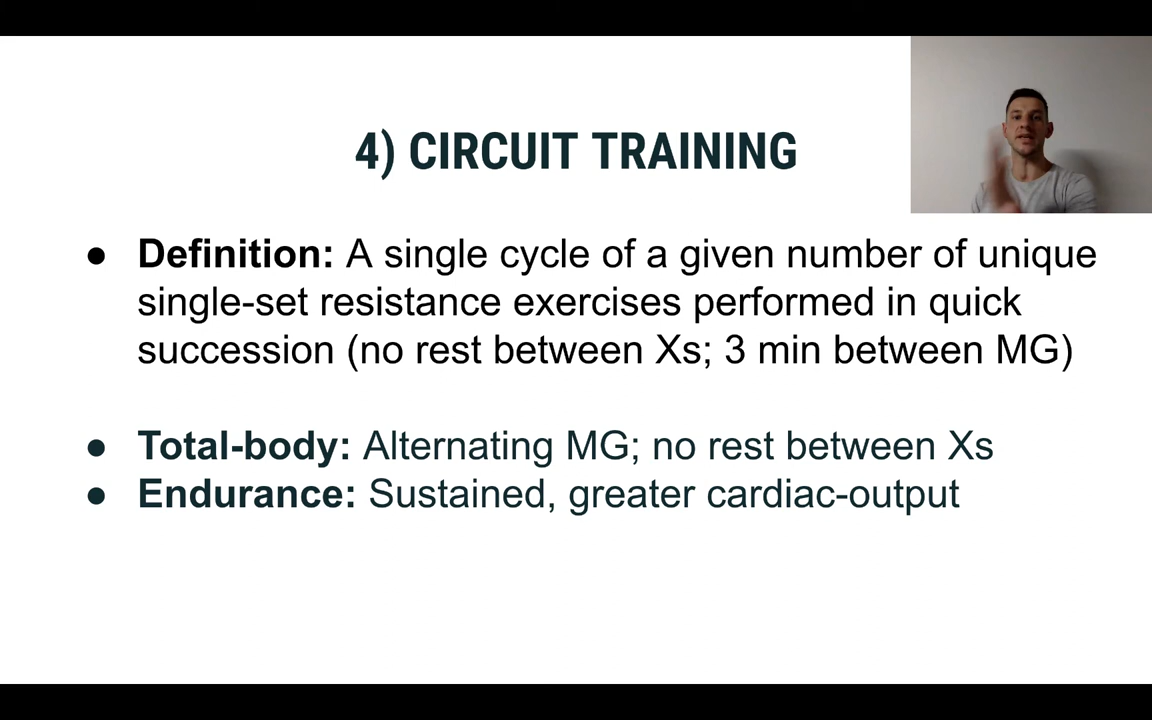 4) CIRCUIT TRAINING
● Definition: A single cycle of a given number of unique
single-set resistance exercises performed in quick
succession (no rest between Xs; 3 min between MG)
● Total-body: Alternating MG; no rest between Xs
● Endurance: Sustained, greater cardiac-output